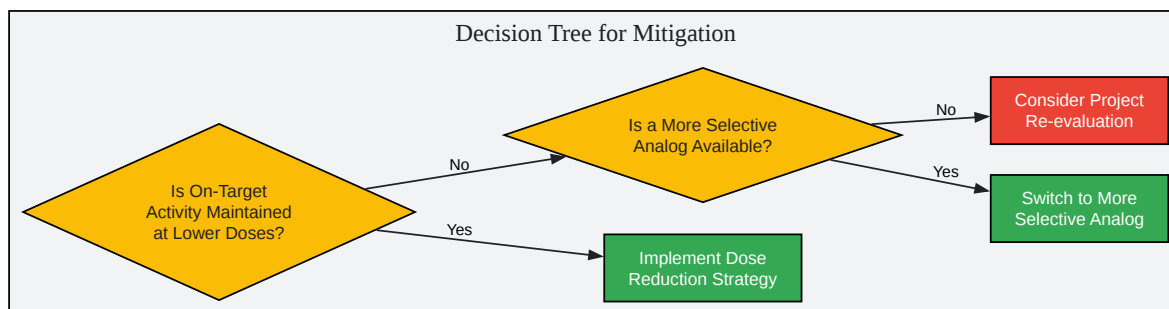 Decision Tree for Mitigation
Is On-Target
Activity Maintained
at Lower Doses?
No
Yes
Is a More Selective
Analog Available?
No
Yes
Implement Dose
Reduction Strategy
Consider Project
Re-evaluation
Switch to More
Selective Analog